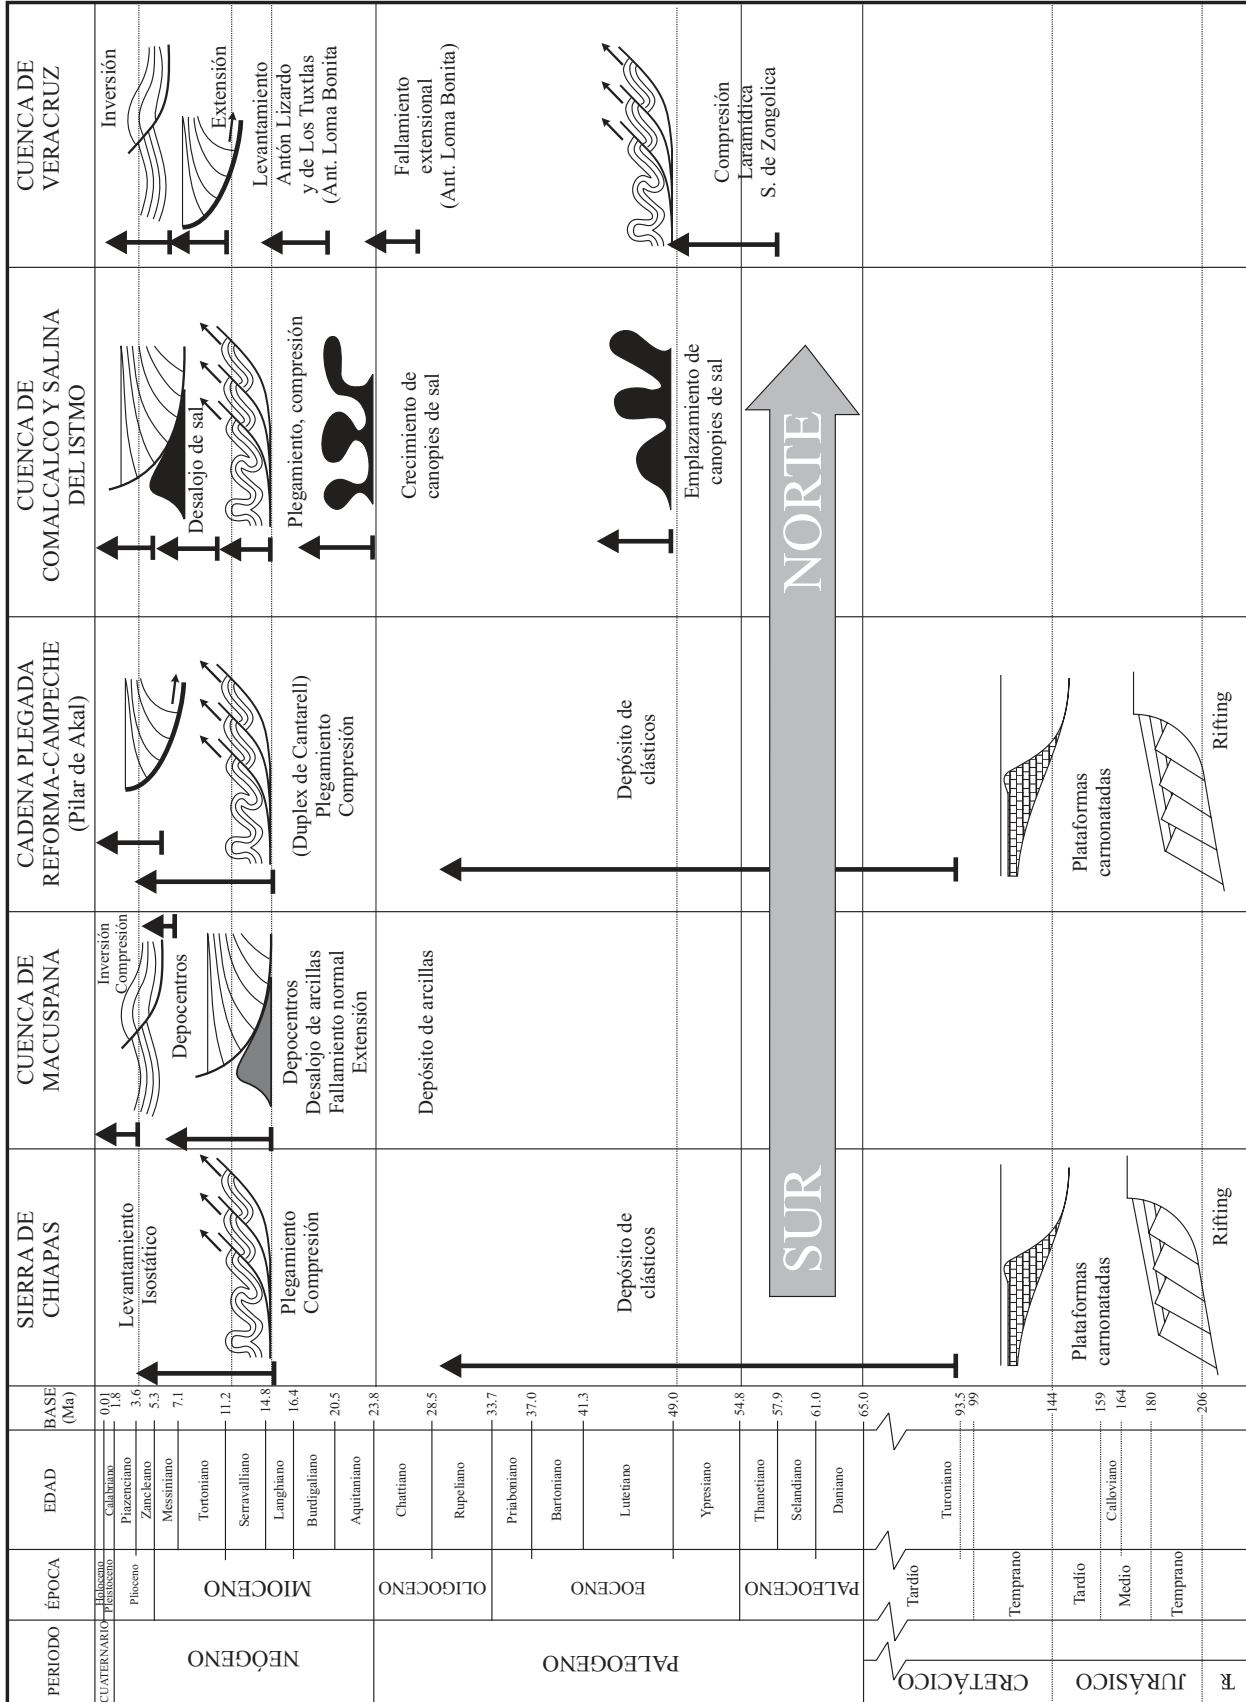 PERIODO
ÉPOCA
EDAD
BASE
(Ma)
SIERRA DE
CHIAPAS
CUENCA DE
MACUSPANA
CADENA PLEGADA
REFORMA-CAMPECHE
(Pilar de Akal)
CUENCA DE
COMALCALCO Y SALINA
DEL ISTMO
CUENCA DE
VERACRUZ
CUATERNARIO
NEÓGENO
PALEOGENO
CRETÁCICO
JURÁSICO
TR
Holoceno
Pleistoceno
Plioceno
MIOCENO
OLIGOCENO
EOCENO
PALEOCENO
Tardío
Temprano
Tardío
Medio
Temprano
Calabriano
Piazenciano
Zancleano
Messiniano
Tortoniano
Serravalliano
Langhiano
Burdigaliano
Aquitaniano
Chattiano
Rupeliano
Priaboniano
Bartoniano
Lutetiano
Ypresiano
Thanetiano
Selandiano
Daniano
Turoniano
Calloviano
0.01
1.8
3.6
5.3
7.1
11.2
14.8
16.4
20.5
23.8
28.5
33.7
37.0
41.3
49.0
54.8
57.9
61.0
65.0
93.5
99
144
159
164
180
206
Levantamiento
Isostático
Plegamiento
Compresión
Depósito de
clásticos
Plataformas
carnonatadas
Rifting
Inversión
Compresión
Depocentros
Depocentros
Desalojo de arcillas
Fallamiento normal
Extensión
Depósito de arcillas
(Duplex de Cantarell)
Plegamiento
Compresión
Depósito de
clásticos
Plataformas
carnonatadas
Rifting
Desalojo de sal
Plegamiento, compresión
Crecimiento de
canopies de sal
Emplazamiento de
canopies de sal
Inversión
Extensión
Levantamiento
Antón Lizardo
y de Los Tuxtlas
(Ant. Loma Bonita)
Fallamiento
extensional
(Ant. Loma Bonita)
Compresión
Laramídica
S. de Zongolica
SUR
NORTE